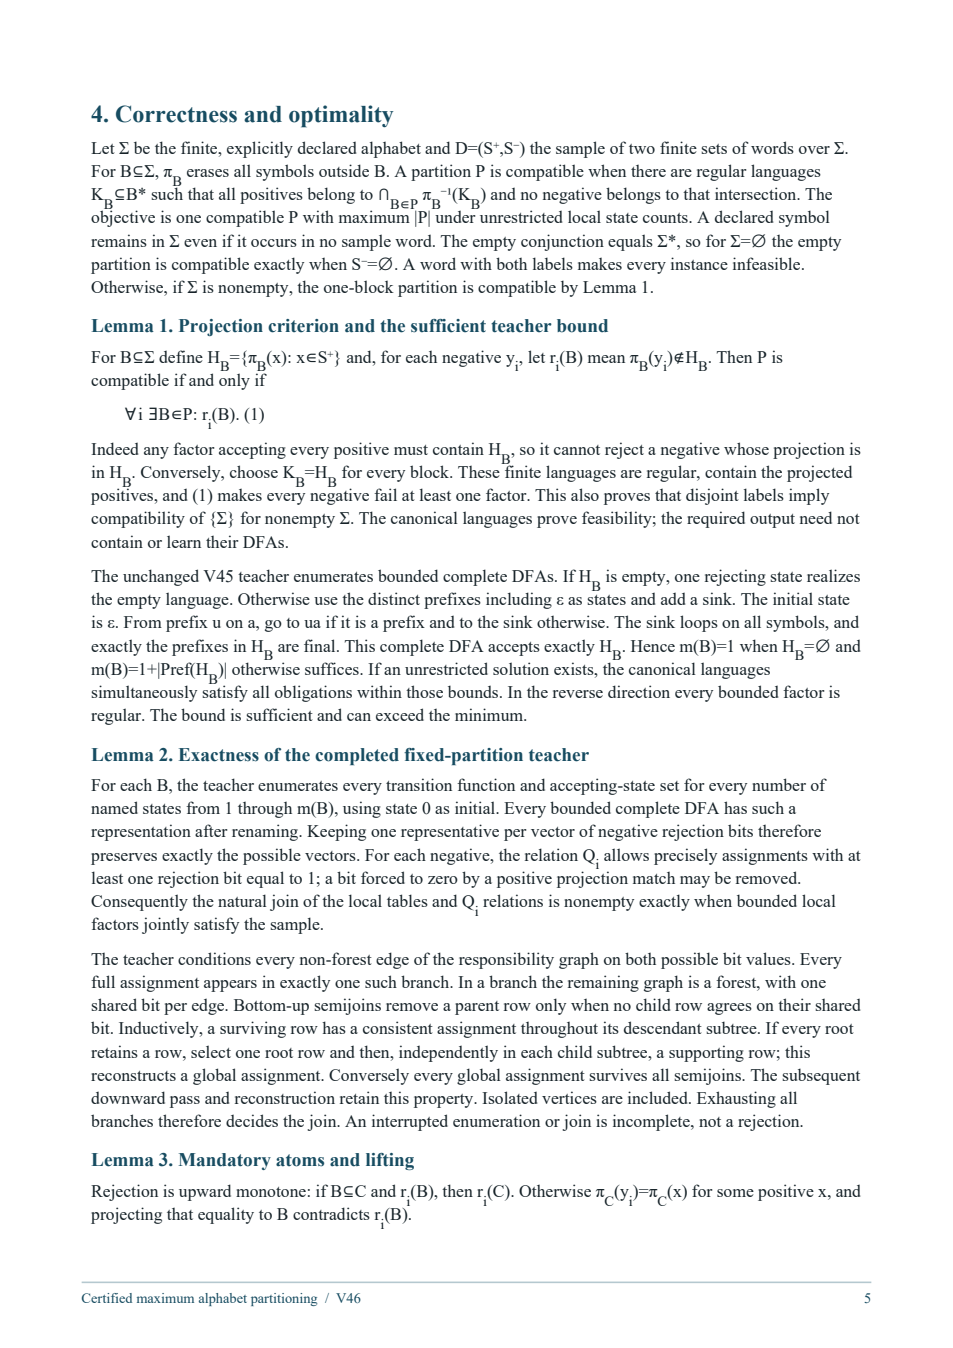 4. Correctness and optimality
Let Σ be the finite, explicitly declared alphabet and D=(S⁺,S⁻) the sample of two finite sets of words over Σ.
For B⊆Σ, π_B erases all symbols outside B. A partition P is compatible when there are regular languages
K_B⊆B* such that all positives belong to ∩_{B∈P} π_B⁻¹(K_B) and no negative belongs to that intersection. The
objective is one compatible P with maximum |P| under unrestricted local state counts. A declared symbol
remains in Σ even if it occurs in no sample word. The empty conjunction equals Σ*, so for Σ=∅ the empty
partition is compatible exactly when S⁻=∅. A word with both labels makes every instance infeasible.
Otherwise, if Σ is nonempty, the one-block partition is compatible by Lemma 1.
Lemma 1. Projection criterion and the sufficient teacher bound
For B⊆Σ define H_B={π_B(x): x∈S⁺} and, for each negative y_i, let r_i(B) mean π_B(y_i)∉H_B. Then P is
compatible if and only if
∀i ∃B∈P: r_i(B). (1)
Indeed any factor accepting every positive must contain H_B, so it cannot reject a negative whose projection is
in H_B. Conversely, choose K_B=H_B for every block. These finite languages are regular, contain the projected
positives, and (1) makes every negative fail at least one factor. This also proves that disjoint labels imply
compatibility of {Σ} for nonempty Σ. The canonical languages prove feasibility; the required output need not
contain or learn their DFAs.
The unchanged V45 teacher enumerates bounded complete DFAs. If H_B is empty, one rejecting state realizes
the empty language. Otherwise use the distinct prefixes including ε as states and add a sink. The initial state
is ε. From prefix u on a, go to ua if it is a prefix and to the sink otherwise. The sink loops on all symbols, and
exactly the prefixes in H_B are final. This complete DFA accepts exactly H_B. Hence m(B)=1 when H_B=∅ and
m(B)=1+|Pref(H_B)| otherwise suffices. If an unrestricted solution exists, the canonical languages
simultaneously satisfy all obligations within those bounds. In the reverse direction every bounded factor is
regular. The bound is sufficient and can exceed the minimum.
Lemma 2. Exactness of the completed fixed-partition teacher
For each B, the teacher enumerates every transition function and accepting-state set for every number of
named states from 1 through m(B), using state 0 as initial. Every bounded complete DFA has such a
representation after renaming. Keeping one representative per vector of negative rejection bits therefore
preserves exactly the possible vectors. For each negative, the relation Q_i allows precisely assignments with at
least one rejection bit equal to 1; a bit forced to zero by a positive projection match may be removed.
Consequently the natural join of the local tables and Q_i relations is nonempty exactly when bounded local
factors jointly satisfy the sample.
The teacher conditions every non-forest edge of the responsibility graph on both possible bit values. Every
full assignment appears in exactly one such branch. In a branch the remaining graph is a forest, with one
shared bit per edge. Bottom-up semijoins remove a parent row only when no child row agrees on their shared
bit. Inductively, a surviving row has a consistent assignment throughout its descendant subtree. If every root
retains a row, select one root row and then, independently in each child subtree, a supporting row; this
reconstructs a global assignment. Conversely every global assignment survives all semijoins. The subsequent
downward pass and reconstruction retain this property. Isolated vertices are included. Exhausting all
branches therefore decides the join. An interrupted enumeration or join is incomplete, not a rejection.
Lemma 3. Mandatory atoms and lifting
Rejection is upward monotone: if B⊆C and r_i(B), then r_i(C). Otherwise π_C(y_i)=π_C(x) for some positive x, and
projecting that equality to B contradicts r_i(B).
Certified maximum alphabet partitioning / V46
5